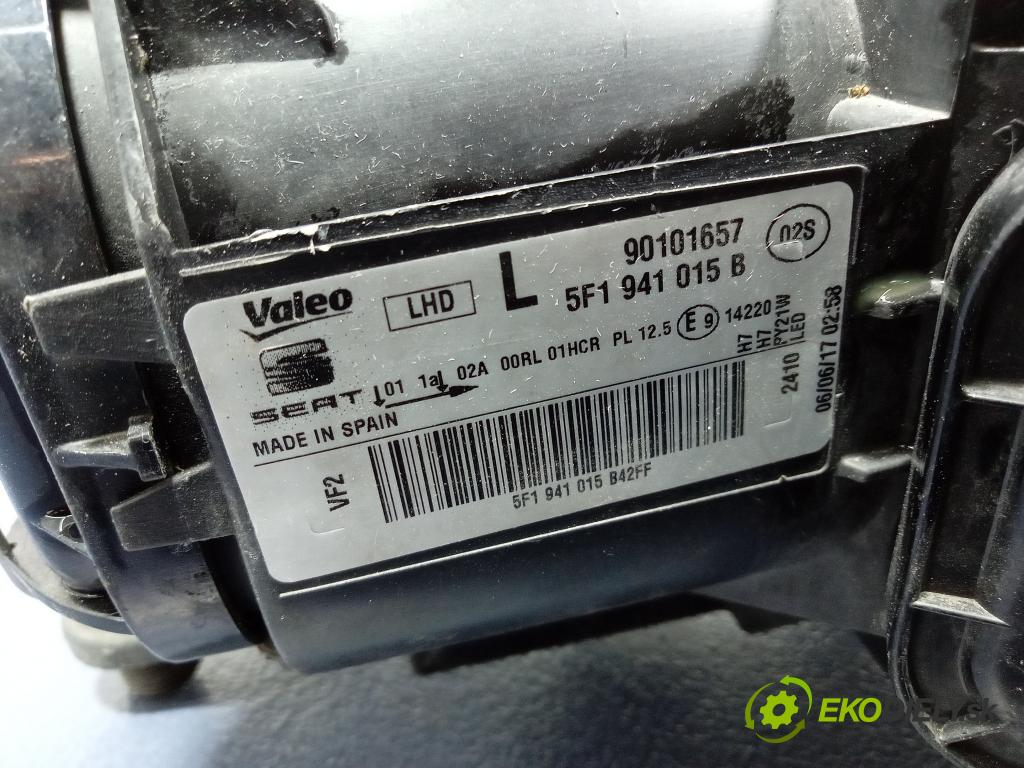 Valeo LHD L 90101657 02S
5F1 941 015 B
SEAT 01 1a 02A 00RL 01HCR PL 12.5 E9 14220
H7
H7
PY21W
LED
2410
06/06/17 02:58
MADE IN SPAIN
VF2
5F1 941 015 B42FF
EKO